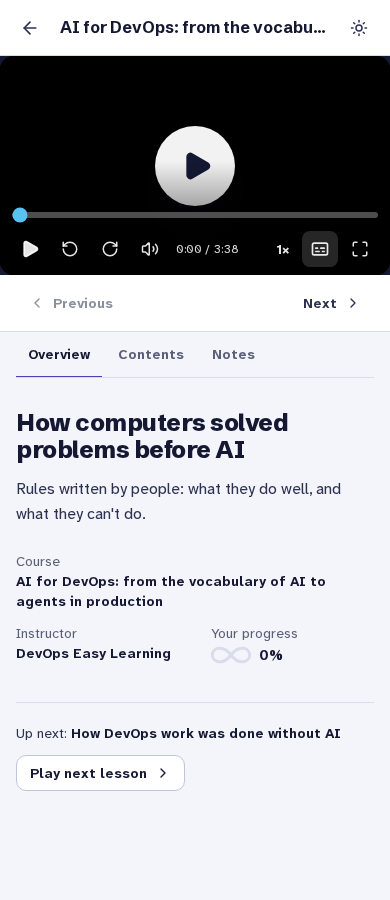 AI for DevOps: from the vocabu...
0:00 / 3:38
1×
Previous
Next
Overview
Contents
Notes
How computers solved
problems before AI
Rules written by people: what they do well, and
what they can't do.
Course
AI for DevOps: from the vocabulary of AI to
agents in production
Instructor
DevOps Easy Learning
Your progress
0%
Up next: How DevOps work was done without AI
Play next lesson